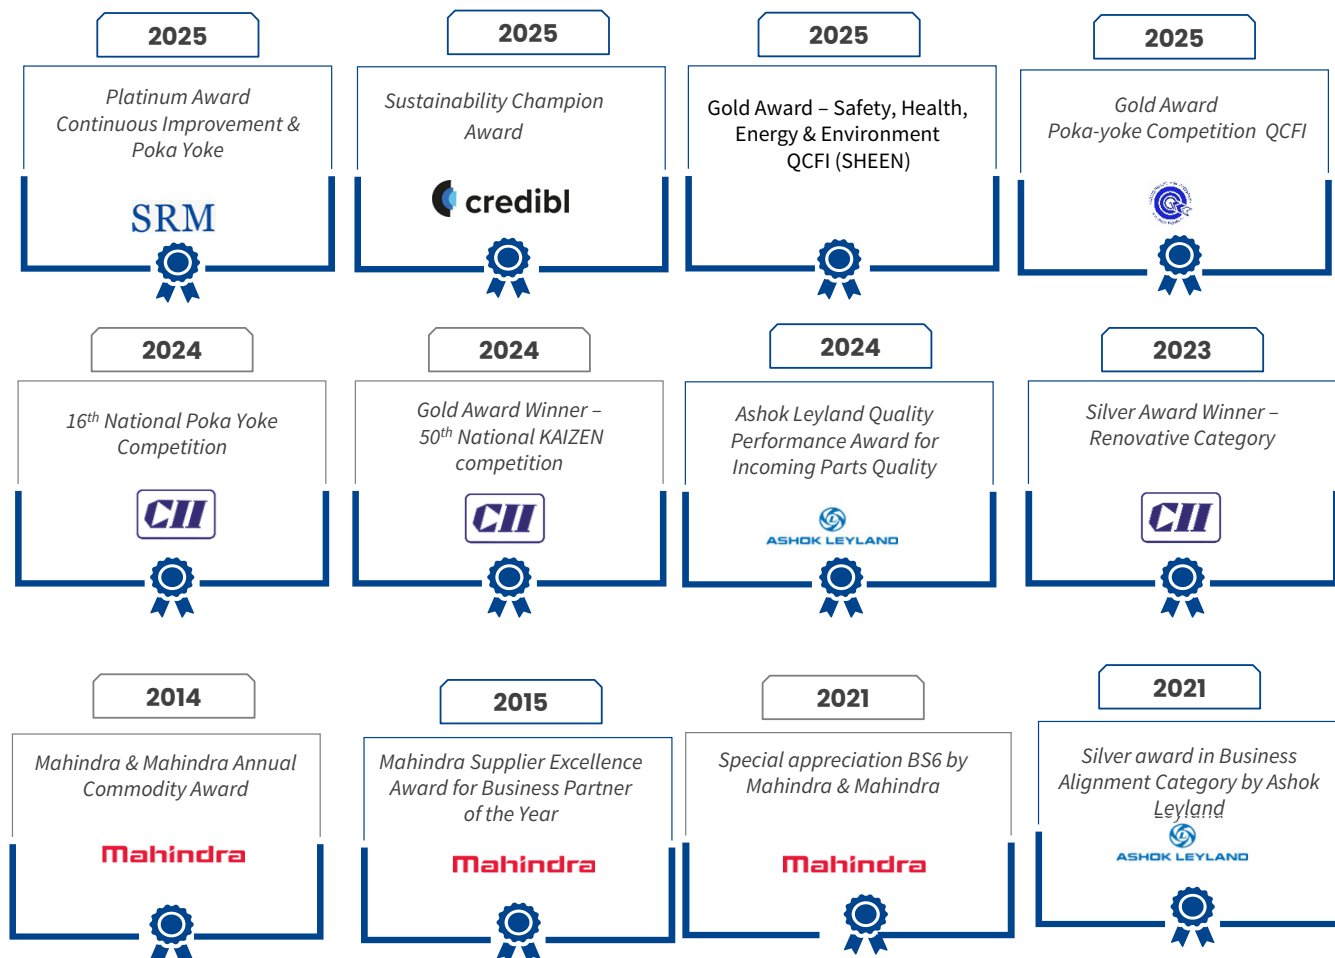 2025
Platinum Award
Continuous Improvement &
Poka Yoke
SRM
2025
Sustainability Champion
Award
credibl
2025
Gold Award – Safety, Health,
Energy & Environment
QCFI (SHEEN)
2025
Gold Award
Poka-yoke Competition QCFI
2024
16th National Poka Yoke
Competition
CII
2024
Gold Award Winner –
50th National KAIZEN
competition
CII
2024
Ashok Leyland Quality
Performance Award for
Incoming Parts Quality
ASHOK LEYLAND
2023
Silver Award Winner –
Renovative Category
CII
2014
Mahindra & Mahindra Annual
Commodity Award
Mahindra
2015
Mahindra Supplier Excellence
Award for Business Partner
of the Year
Mahindra
2021
Special appreciation BS6 by
Mahindra & Mahindra
Mahindra
2021
Silver award in Business
Alignment Category by Ashok
Leyland
ASHOK LEYLAND